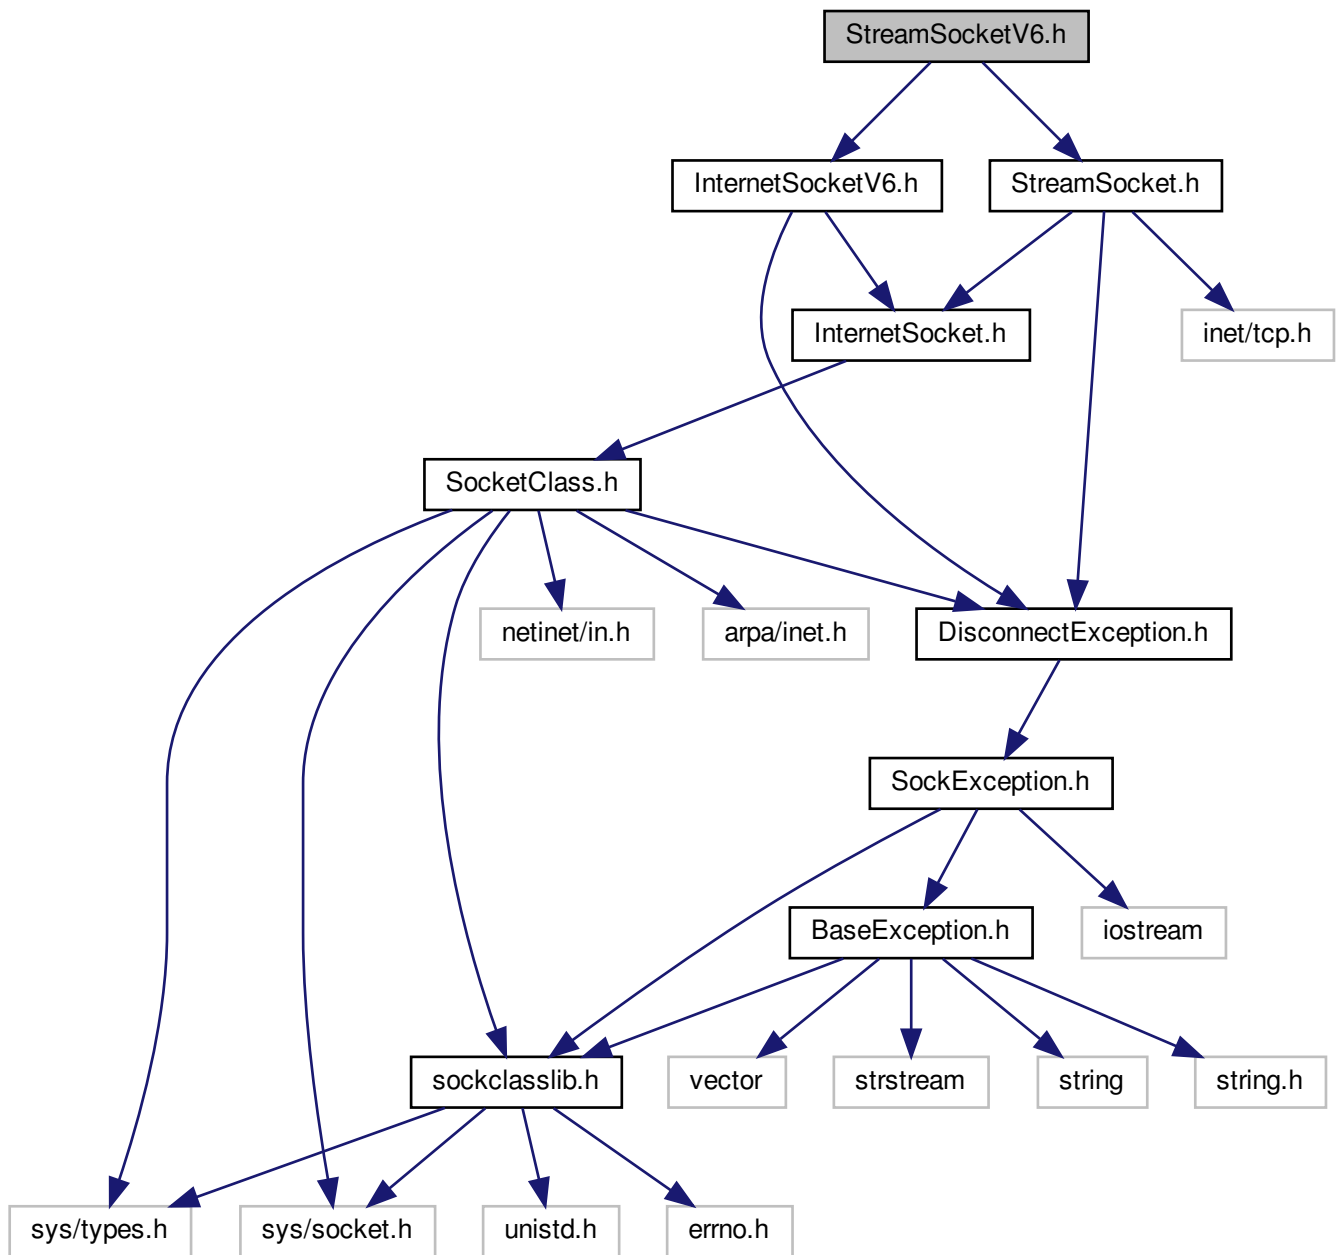 StreamSocketV6.h
InternetSocketV6.h
StreamSocket.h
InternetSocket.h
inet/tcp.h
SocketClass.h
netinet/in.h
arpa/inet.h
DisconnectException.h
SockException.h
BaseException.h
iostream
sockclasslib.h
vector
strstream
string
string.h
sys/types.h
sys/socket.h
unistd.h
errno.h